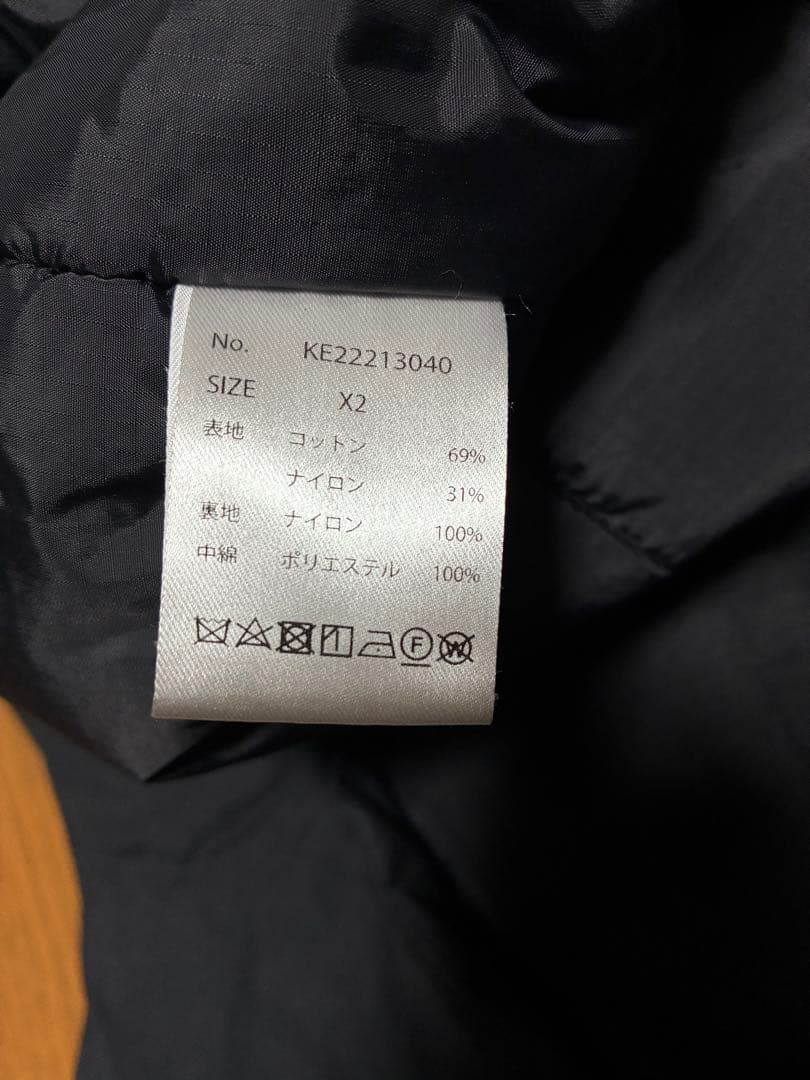 No. KE22213040
SIZE X2
表地 コットン 69%
ナイロン 31%
裏地 ナイロン 100%
中綿 ポリエステル 100%
F W